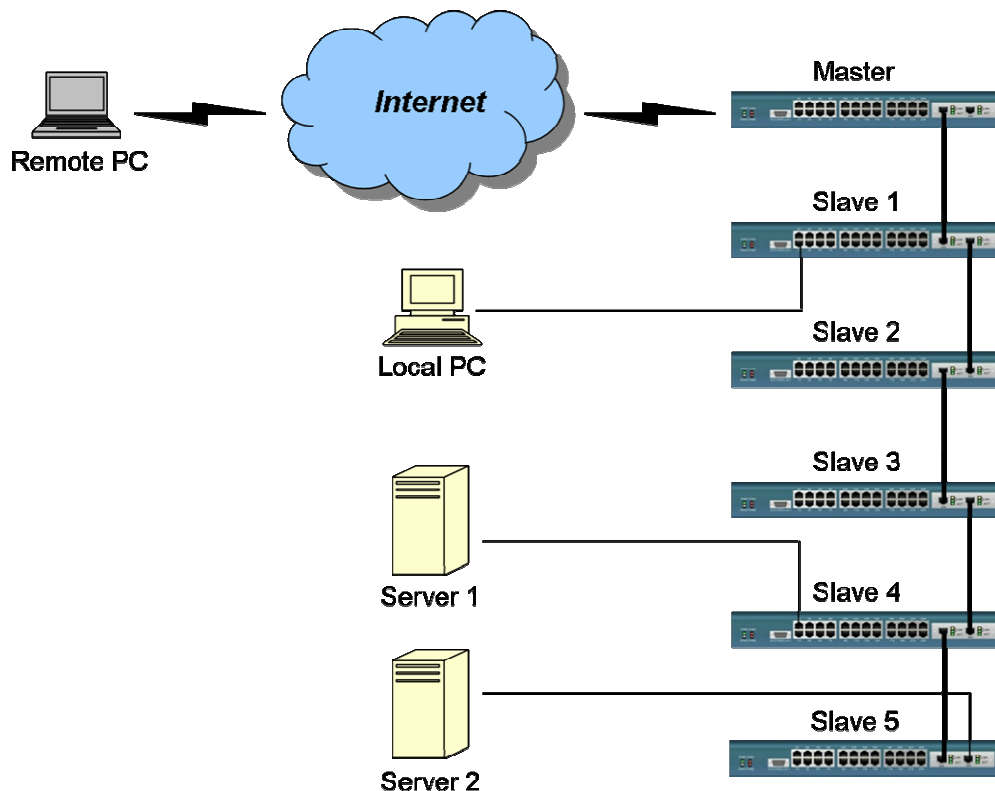 Master
Internet
Remote PC
Slave 1
Slave 2
Local PC
Slave 3
Server 1
Slave 4
Slave 5
Server 2